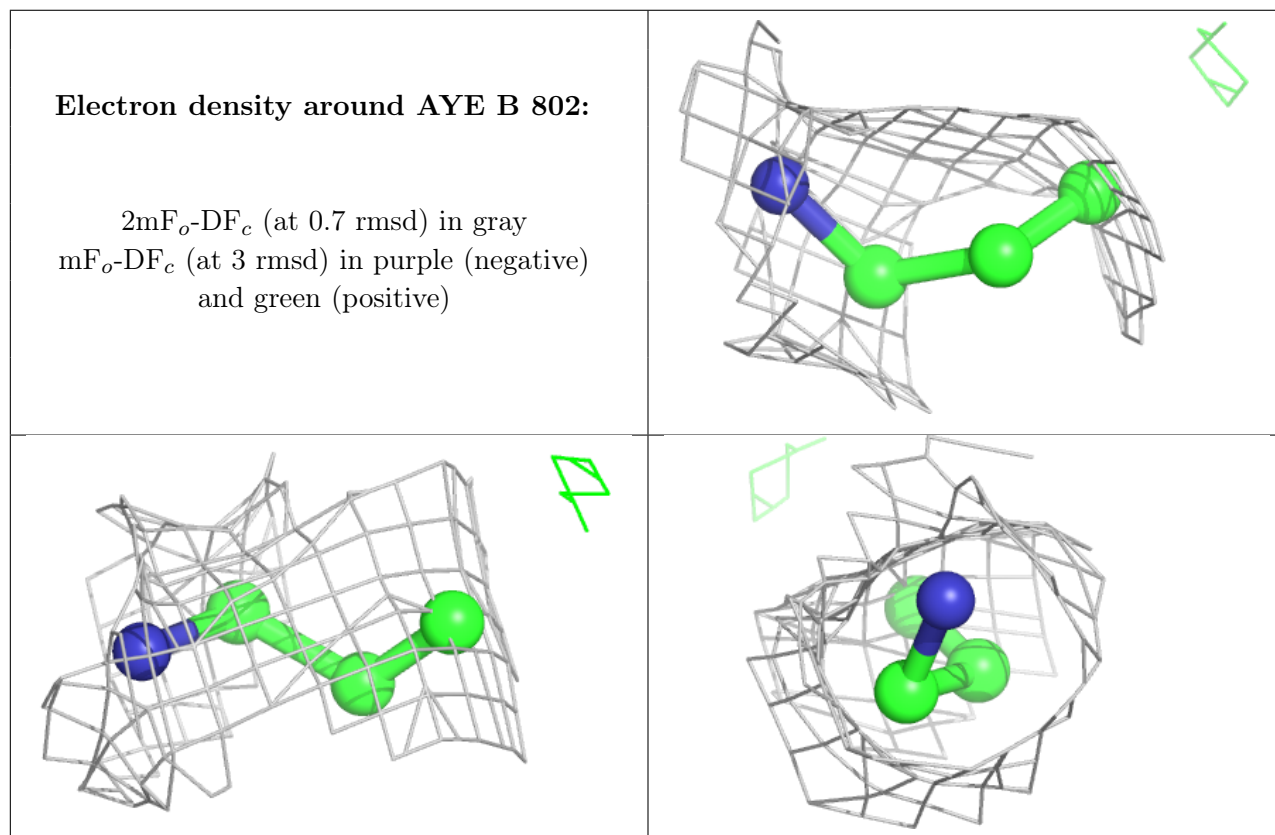 Electron density around AYE B 802:
2mFo-DFc (at 0.7 rmsd) in gray
mFo-DFc (at 3 rmsd) in purple (negative)
and green (positive)